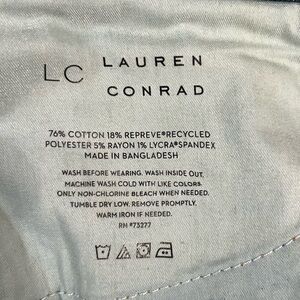 LC LAUREN
CONRAD
76% COTTON 18% REPREVE®RECYCLED
POLYESTER 5% RAYON 1% LYCRA®SPANDEX
MADE IN BANGLADESH
WASH BEFORE WEARING. WASH INSIDE OUT.
MACHINE WASH COLD WITH LIKE COLORS.
ONLY NON-CHLORINE BLEACH WHEN NEEDED.
TUMBLE DRY LOW. REMOVE PROMPTLY.
WARM IRON IF NEEDED.
RN #73277